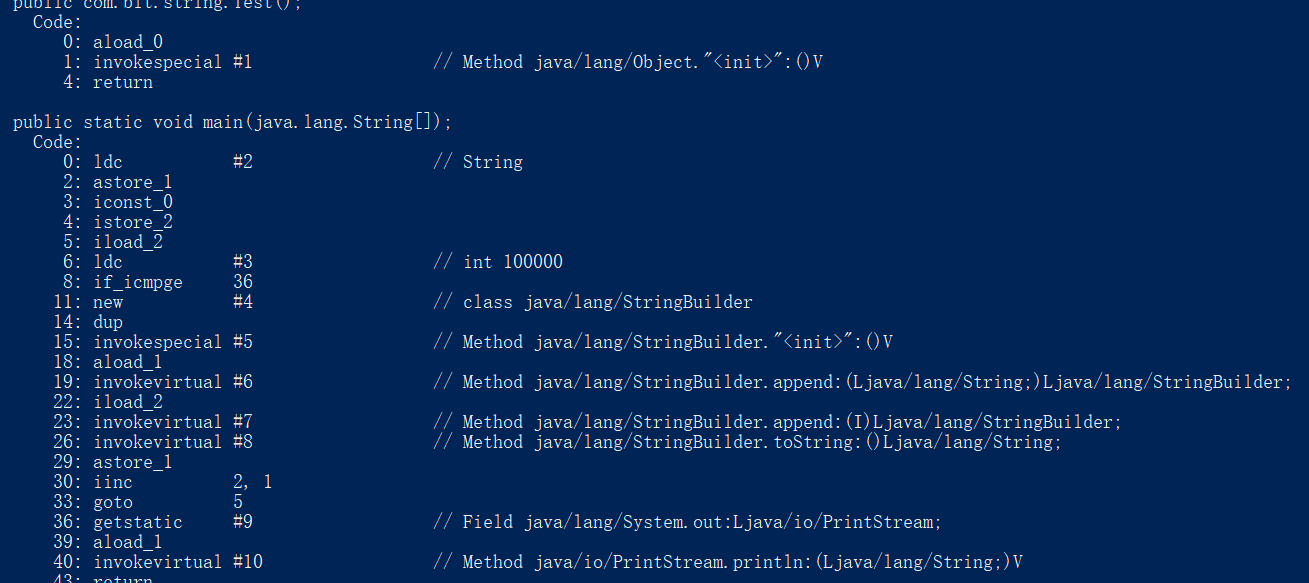 public com.bit.string.Test();
  Code:
     0: aload_0
     1: invokespecial #1                  // Method java/lang/Object."<init>":()V
     4: return

public static void main(java.lang.String[]);
  Code:
     0: ldc           #2                  // String
     2: astore_1
     3: iconst_0
     4: istore_2
     5: iload_2
     6: ldc           #3                  // int 100000
     8: if_icmpge     36
    11: new           #4                  // class java/lang/StringBuilder
    14: dup
    15: invokespecial #5                  // Method java/lang/StringBuilder."<init>":()V
    18: aload_1
    19: invokevirtual #6                  // Method java/lang/StringBuilder.append:(Ljava/lang/String;)Ljava/lang/StringBuilder;
    22: iload_2
    23: invokevirtual #7                  // Method java/lang/StringBuilder.append:(I)Ljava/lang/StringBuilder;
    26: invokevirtual #8                  // Method java/lang/StringBuilder.toString:()Ljava/lang/String;
    29: astore_1
    30: iinc          2, 1
    33: goto          5
    36: getstatic     #9                  // Field java/lang/System.out:Ljava/io/PrintStream;
    39: aload_1
    40: invokevirtual #10                 // Method java/io/PrintStream.println:(Ljava/lang/String;)V
    43: return